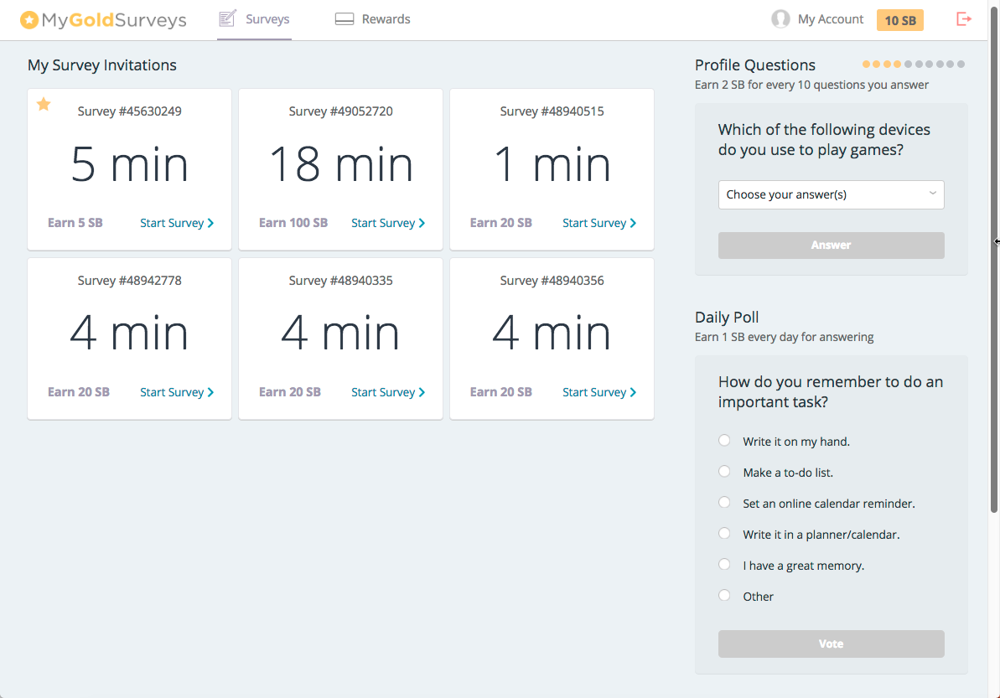 MyGoldSurveys
Surveys
Rewards
My Account
10 SB
My Survey Invitations
Survey #45630249
5 min
Earn 5 SB
Start Survey
Survey #49052720
18 min
Earn 100 SB
Start Survey
Survey #48940515
1 min
Earn 20 SB
Start Survey
Survey #48942778
4 min
Earn 20 SB
Start Survey
Survey #48940335
4 min
Earn 20 SB
Start Survey
Survey #48940356
4 min
Earn 20 SB
Start Survey
Profile Questions
Earn 2 SB for every 10 questions you answer
Which of the following devices
do you use to play games?
Choose your answer(s)
Answer
Daily Poll
Earn 1 SB every day for answering
How do you remember to do an
important task?
Write it on my hand.
Make a to-do list.
Set an online calendar reminder.
Write it in a planner/calendar.
I have a great memory.
Other
Vote